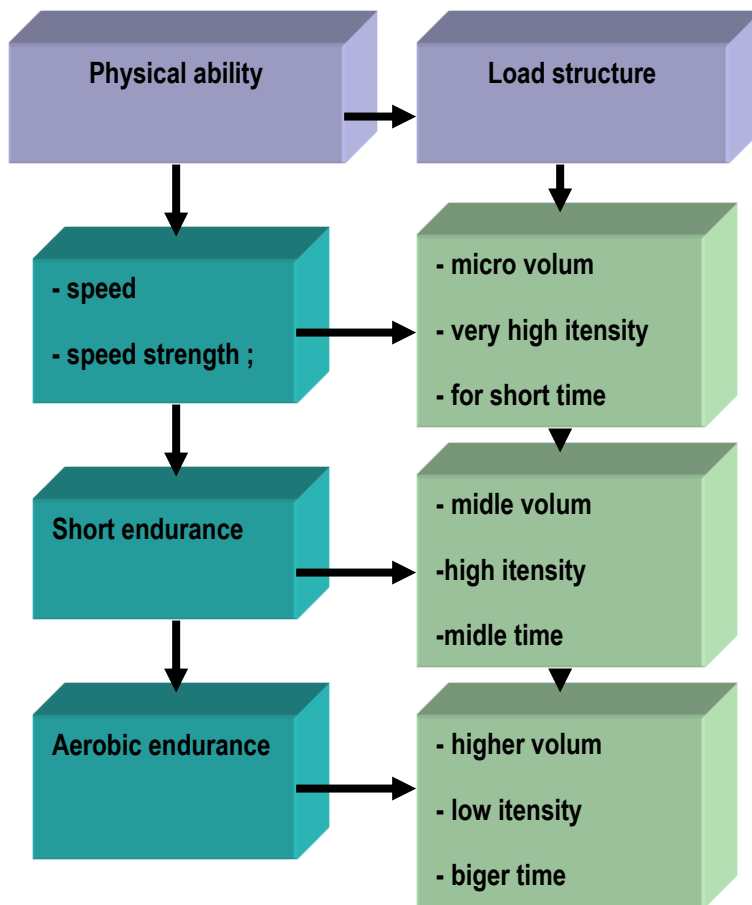 Physical ability
Load structure
- speed
- speed strength ;
- micro volum
- very high itensity
- for short time
Short endurance
- midle volum
-high itensity
-midle time
Aerobic endurance
- higher volum
- low itensity
- biger time